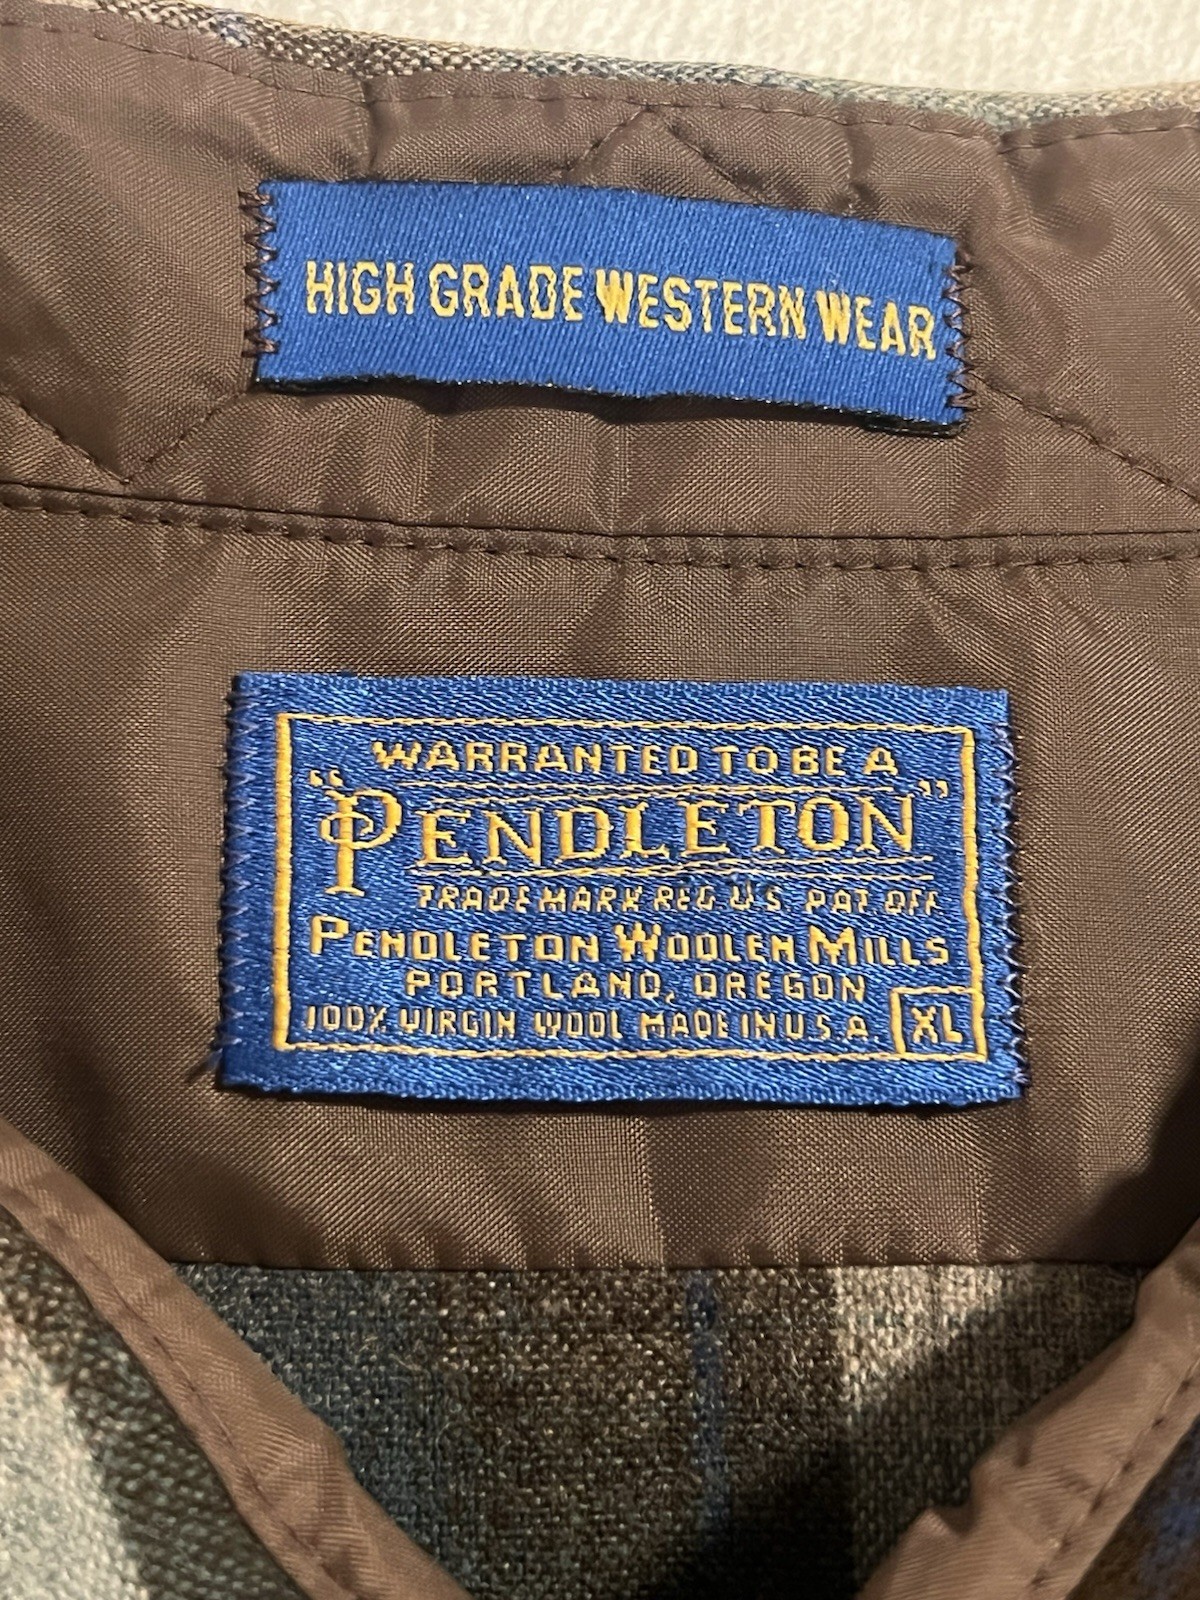 HIGH GRADE WESTERN WEAR
WARRANTED TO BE A
"PENDLETON"
TRADE MARK REG U.S. PAT. OFF.
PENDLETON WOOLEN MILLS
PORTLAND, OREGON
100% VIRGIN WOOL MADE IN U.S.A. XL